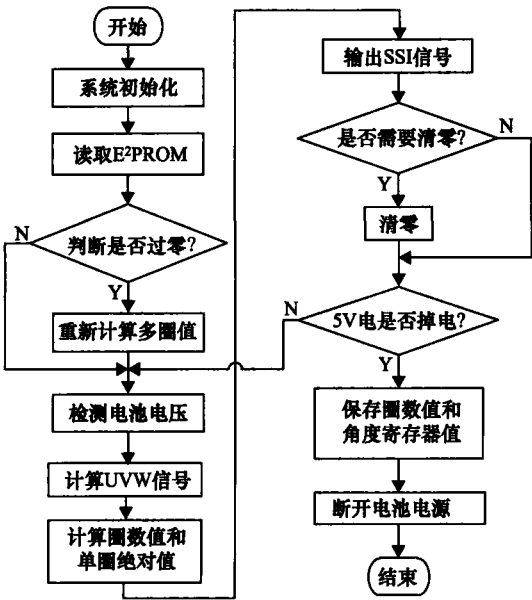 开始
系统初始化
读取E²PROM
判断是否过零?
N
Y
重新计算多圈值
检测电池电压
计算UVW信号
计算圈数值和
单圈绝对值
输出SSI信号
是否需要清零?
N
Y
清零
5V电是否掉电?
N
Y
保存圈数值和
角度寄存器值
断开电池电源
结束